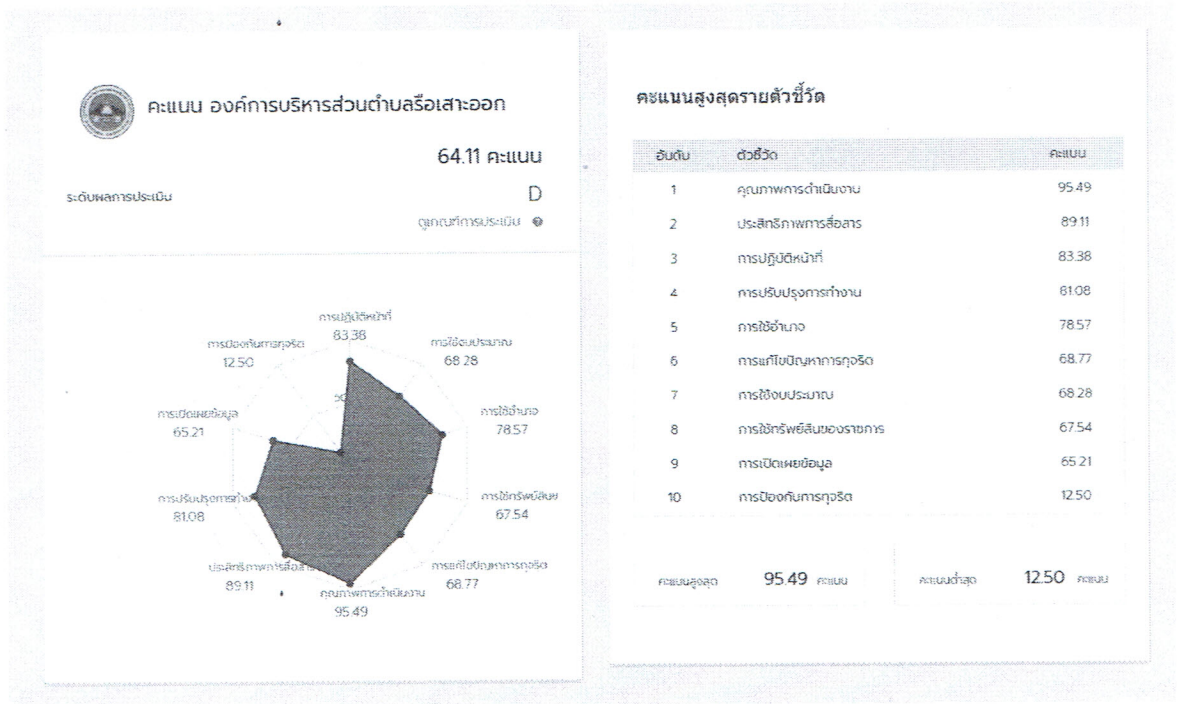 คะแนน องค์การบริหารส่วนตำบลรือเสาะออก
64.11 คะแนน
ระดับผลการประเมิน
D
ดูเกณฑ์การประเมิน
การปฏิบัติหน้าที่
83.38
การใช้งบประมาณ
68.28
การใช้อำนาจ
78.57
การใช้ทรัพย์สินข
67.54
การแก้ไขปัญหาการทุจริต
68.77
คุณภาพการดำเนินงาน
95.49
ประสิทธิภาพการสื่อสาร
89.11
การปรับปรุงการทำง
81.08
การเปิดเผยข้อมูล
65.21
การป้องกันการทุจริต
12.50
50
คะแนนสูงสุดรายตัวชี้วัด
อันดับ ตัวชี้วัด คะแนน
1 คุณภาพการดำเนินงาน 95.49
2 ประสิทธิภาพการสื่อสาร 89.11
3 การปฏิบัติหน้าที่ 83.38
4 การปรับปรุงการทำงาน 81.08
5 การใช้อำนาจ 78.57
6 การแก้ไขปัญหาการทุจริต 68.77
7 การใช้งบประมาณ 68.28
8 การใช้ทรัพย์สินของราชการ 67.54
9 การเปิดเผยข้อมูล 65.21
10 การป้องกันการทุจริต 12.50
คะแนนสูงสุด 95.49 คะแนน
คะแนนต่ำสุด 12.50 คะแนน